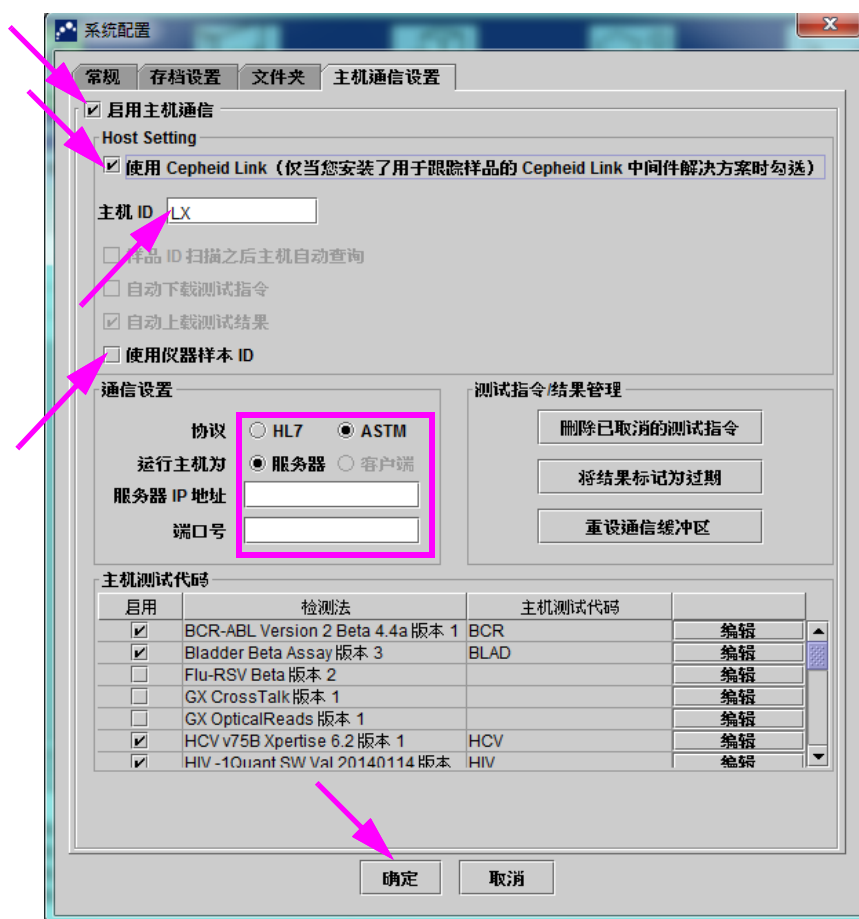 系统配置
常规 存档设置 文件夹 主机通信设置
启用主机通信
Host Setting
使用 Cepheid Link（仅当您安装了用于跟踪样品的 Cepheid Link 中间件解决方案时勾选）
主机 ID LX
样品 ID 扫描之后主机自动查询
自动下载测试指令
自动上载测试结果
使用仪器样本 ID
通信设置
协议 HL7 ASTM
运行主机为 服务器 客户端
服务器 IP 地址
端口号
测试指令/结果管理
删除已取消的测试指令
将结果标记为过期
重设通信缓冲区
主机测试代码
启用 检测法 主机测试代码
BCR-ABL Version 2 Beta 4.4a 版本 1 BCR 编辑
Bladder Beta Assay 版本 3 BLAD 编辑
Flu-RSV Beta 版本 2 编辑
GX CrossTalk 版本 1 编辑
GX OpticalReads 版本 1 编辑
HCV v75B Xpertise 6.2 版本 1 HCV 编辑
HIV -1Quant SW Val 20140114 版本 HIV 编辑
确定 取消